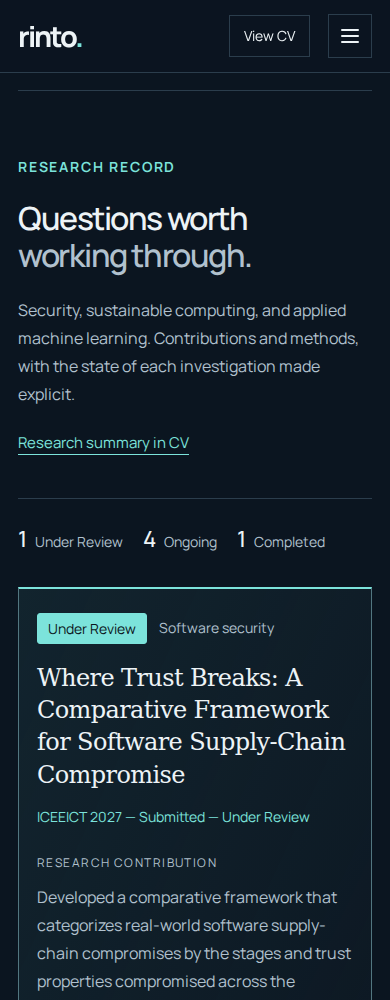 rinto.
View CV
RESEARCH RECORD
Questions worth
working through.
Security, sustainable computing, and applied
machine learning. Contributions and methods,
with the state of each investigation made
explicit.
Research summary in CV
1 Under Review 4 Ongoing 1 Completed
Under Review Software security
Where Trust Breaks: A
Comparative Framework
for Software Supply-Chain
Compromise
ICEEICT 2027 — Submitted — Under Review
RESEARCH CONTRIBUTION
Developed a comparative framework that
categorizes real-world software supply-
chain compromises by the stages and trust
properties compromised across the